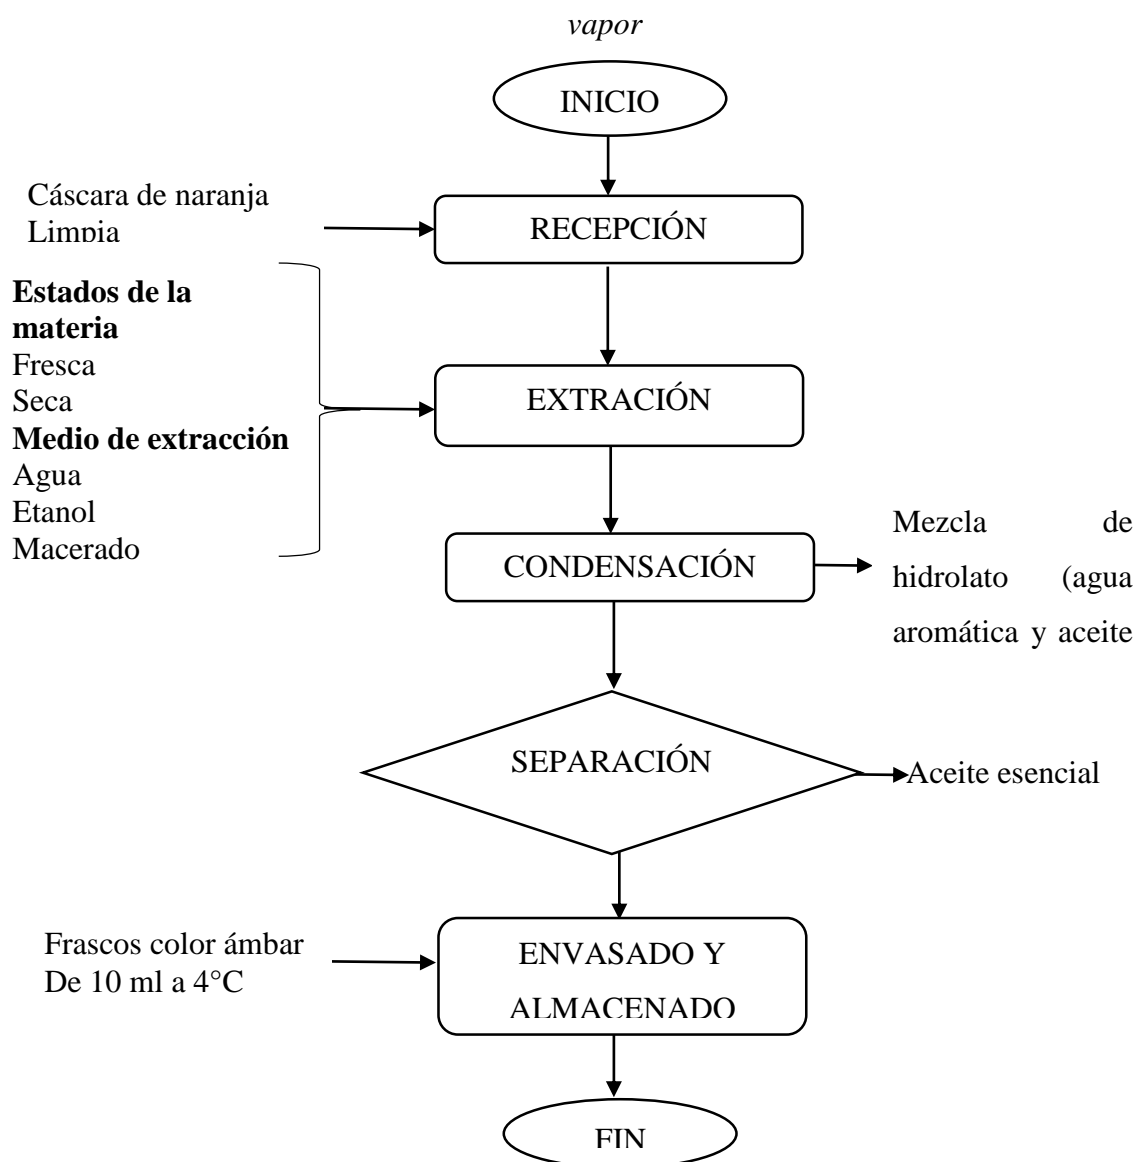 vapor
INICIO
Cáscara de naranja
Limpia
RECEPCIÓN
Estados de la
materia
Fresca
Seca
Medio de extracción
Agua
Etanol
Macerado
EXTRACIÓN
CONDENSACIÓN
Mezcla de
hidrolato (agua
aromática y aceite
SEPARACIÓN
Aceite esencial
Frascos color ámbar
De 10 ml a 4°C
ENVASADO Y
ALMACENADO
FIN